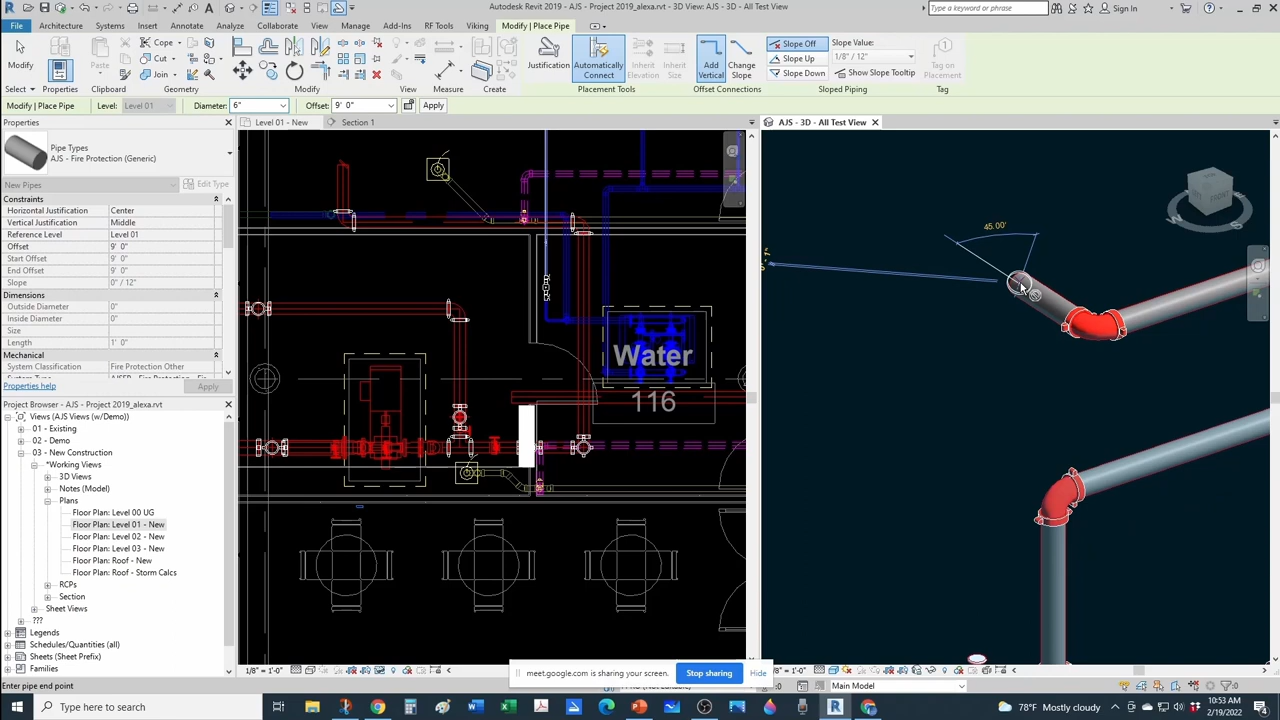 Autodesk Revit 2019 - AJS - Project 2019_alexa.rvt - 3D View: AJS - All Test View
Type a keyword or phrase
Sign In
File Architecture Systems Insert Annotate Analyze Collaborate View Manage Add-Ins RF Tools Viking Modify | Place Pipe
Modify
Paste
Cope
Cut
Join
Justification
Automatically
Connect
Inherit
Elevation
Inherit
Size
Add
Vertical
Change
Slope
Slope Off
Slope Up
Slope Down
Slope Value:
1/8" / 12"
Show Slope Tooltip
Tag on
Placement
Select Properties Clipboard Geometry Modify View Measure Create Placement Tools Offset Connections Sloped Piping Tag
Modify | Place Pipe Level: Level 01 Diameter: 6" Offset: 9' 0" Apply
Properties
Level 01 - New
Section 1
AJS - 3D - All Test View
Pipe Types
AJS - Fire Protection (Generic)
New Pipes Edit Type
Constraints
Horizontal Justification Center
Vertical Justification Middle
Reference Level Level 01
Offset 9' 0"
Start Offset 9' 0"
End Offset 9' 0"
Slope 0" / 12"
Dimensions
Outside Diameter 0"
Inside Diameter 0"
Size
Length 1' 0"
Mechanical
System Classification Fire Protection Other
Properties help Apply
Project Browser - AJS - Project 2019_alexa.rvt
Views (AJS Views (w/Demo))
01 - Existing
02 - Demo
03 - New Construction
*Working Views
3D Views
Notes (Model)
Plans
Floor Plan: Level 00 UG
Floor Plan: Level 01 - New
Floor Plan: Level 02 - New
Floor Plan: Level 03 - New
Floor Plan: Roof - New
Floor Plan: Roof - Storm Calcs
RCPs
Section
Sheet Views
???
Legends
Schedules/Quantities (all)
Sheets (Sheet Prefix)
Families
Water
116
45.00°
FRONT
W
S
1/8" = 1'-0"
meet.google.com is sharing your screen.
Stop sharing
Hide
= 1'-0"
Enter pipe end point
Main Model
:0
Type here to search
78°F Mostly cloudy
10:53 AM
2/19/2022